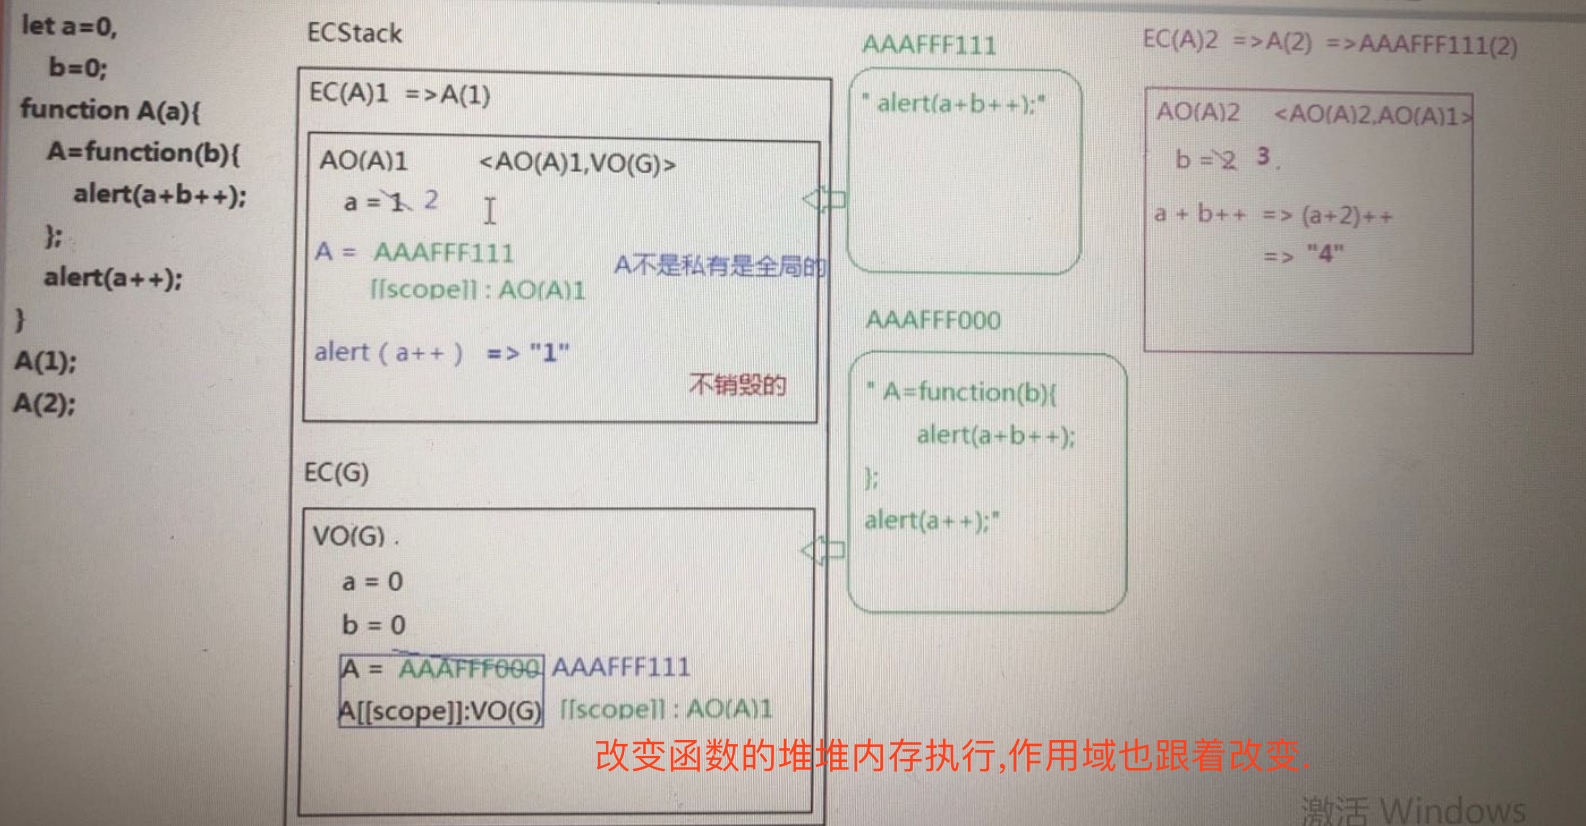 let a=0,
b=0;
function A(a){
A=function(b){
alert(a+b++);
};
alert(a++);
}
A(1);
A(2);
ECStack
EC(A)1 =>A(1)
AO(A)1 <AO(A)1,VO(G)>
a = 1 2
A = AAAFFF111
[[scope]] : AO(A)1
A不是私有是全局的
alert ( a++ ) => "1"
不销毁的
EC(G)
VO(G) .
a = 0
b = 0
A = AAAFFF000 AAAFFF111
A[[scope]]:VO(G) [[scope]] : AO(A)1
AAAFFF111
" alert(a+b++);"
AAAFFF000
" A=function(b){
alert(a+b++);
};
alert(a++);"
EC(A)2 =>A(2) =>AAAFFF111(2)
AO(A)2 <AO(A)2,AO(A)1>
b = 2 3 .
a + b++ => (a+2)++
=> "4"
改变函数的堆堆内存执行,作用域也跟着改变.
激活 Windows